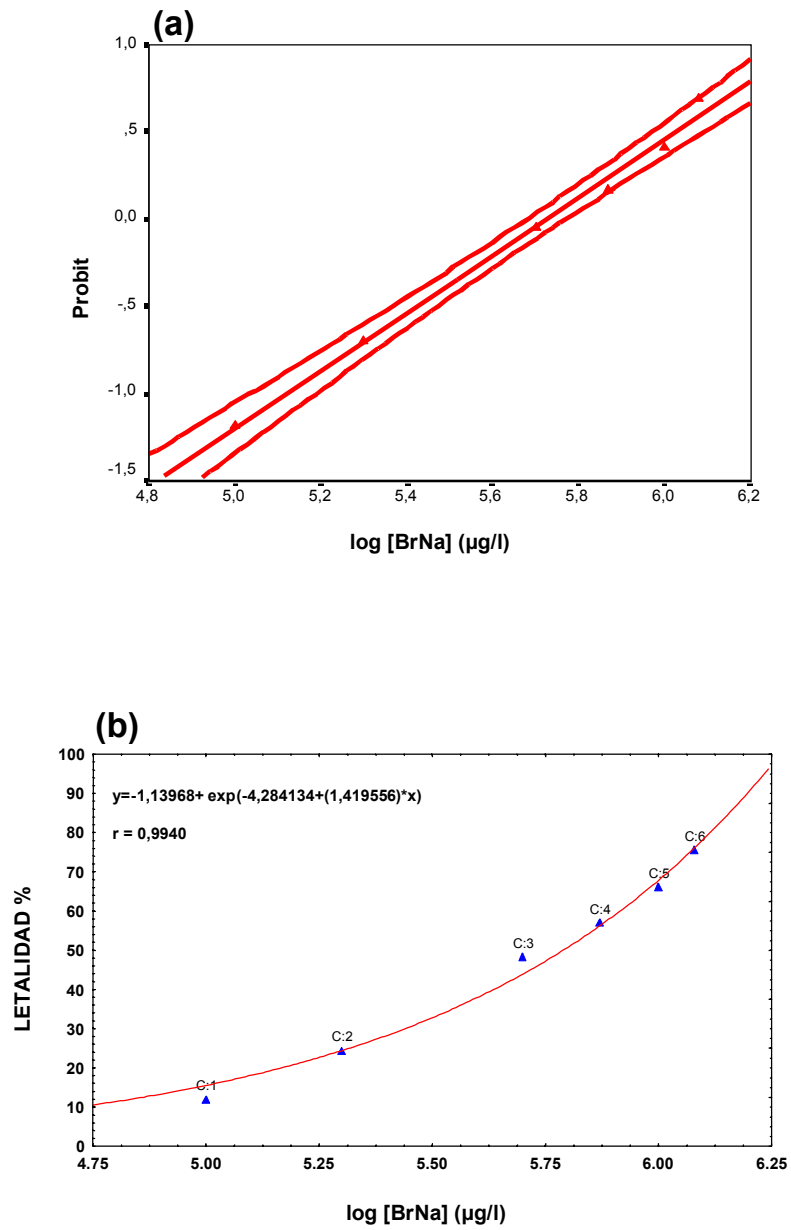 (a)
1,0
,5
0,0
-,5
-1,0
-1,5
Probit
4,8 5,0 5,2 5,4 5,6 5,8 6,0 6,2
log [BrNa] (µg/l)
(b)
100
90
80
70
60
50
40
30
20
10
0
LETALIDAD %
y=-1,13968+ exp(-4,284134+(1,419556)*x)
r = 0,9940
C:6
C:5
C:4
C:3
C:2
C:1
4.75 5.00 5.25 5.50 5.75 6.00 6.25
log [BrNa] (µg/l)